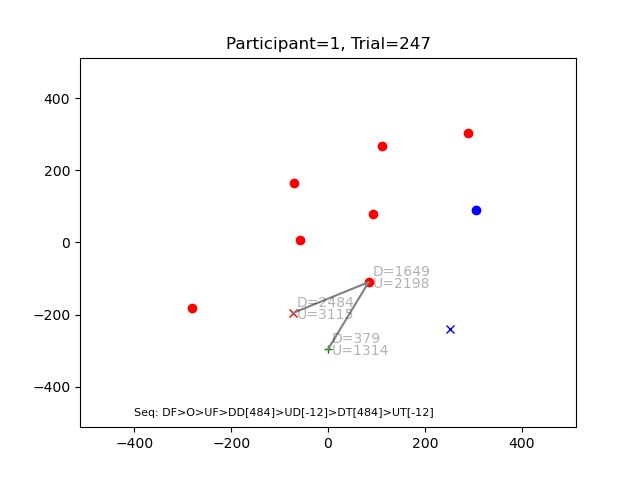 Participant=1, Trial=247
400
200
0
−200
−400
D=1649
U=2198
D=2484
U=3115
D=379
U=1314
Seq: DF>O>UF>DD[484]>UD[-12]>DT[484]>UT[-12]
−400
−200
0
200
400